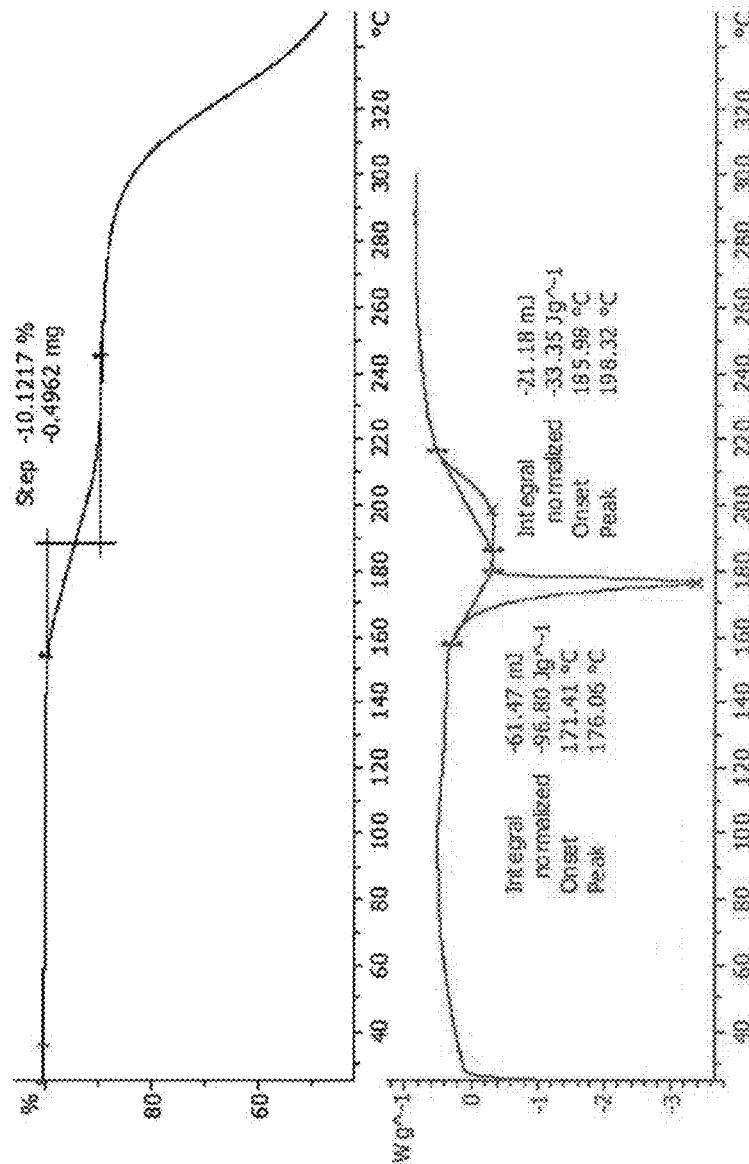 %
80
60
Step -10.1217 %
-0.4962 mg
40 60 80 100 120 140 160 180 200 220 240 260 280 300 320 °C
Wg^-1
1
0
-1
-2
-3
Integral -61.47 mJ
normalized -96.80 Jg^-1
Onset 171.41 °C
Peak 176.06 °C
Integral -21.18 mJ
normalized -33.35 Jg^-1
Onset 185.98 °C
Peak 198.32 °C
40 60 80 100 120 140 160 180 200 220 240 260 280 300 320 °C